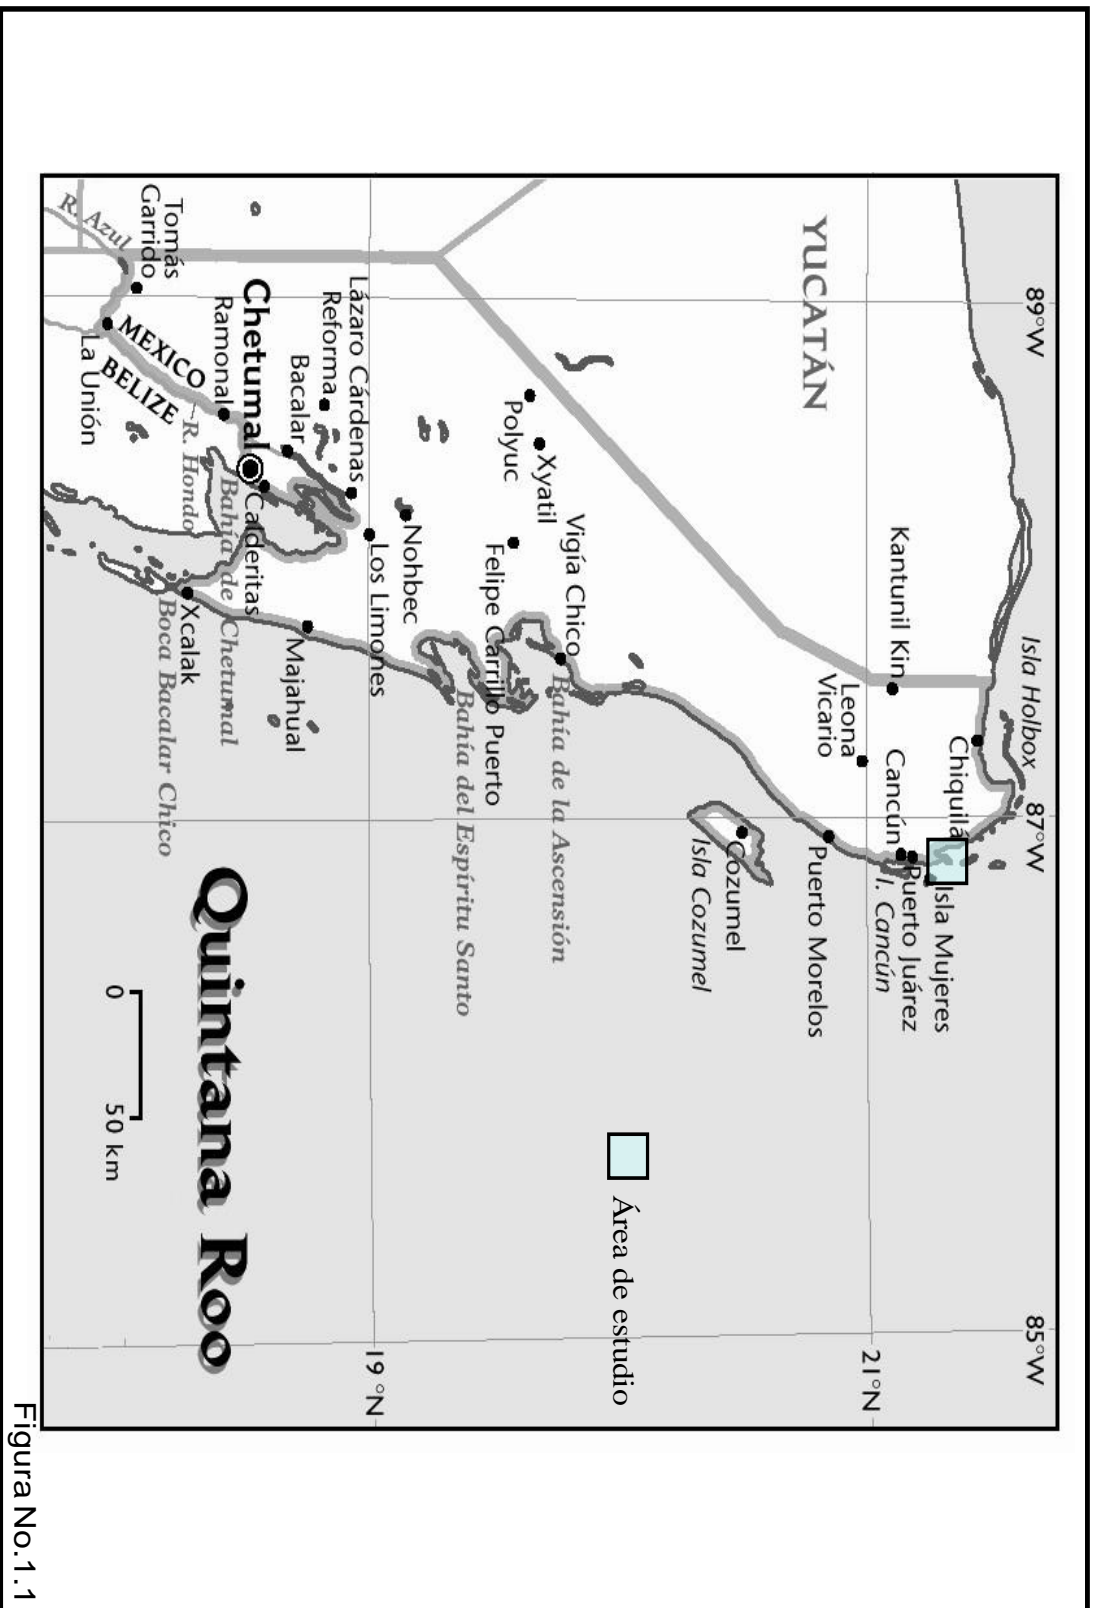 89°W
87°W
85°W
Isla Holbox
YUCATÁN
Kantunil Kin
Chiquilá
Leona
Vicario
Cancún
Isla Mujeres
Puerto Juárez
I. Cancún
21°N
Puerto Morelos
Cozumel
Isla Cozumel
Área de estudio
Vigía Chico
Bahía de la Ascensión
Xyatil
Polyuc
Felipe Carrillo Puerto
Bahía del Espíritu Santo
Nohbec
19 °N
Los Limones
Lázaro Cárdenas
Reforma
Bacalar
Majahual
Chetumal
Calderitas
Bahía de Chetumal
Quintana Roo
Ramonal
R. Hondo
Xcalak
Boca Bacalar Chico
Tomás
Garrido
MEXICO
BELIZE
R. Azul
La Unión
0
50 km
Figura No.1.1